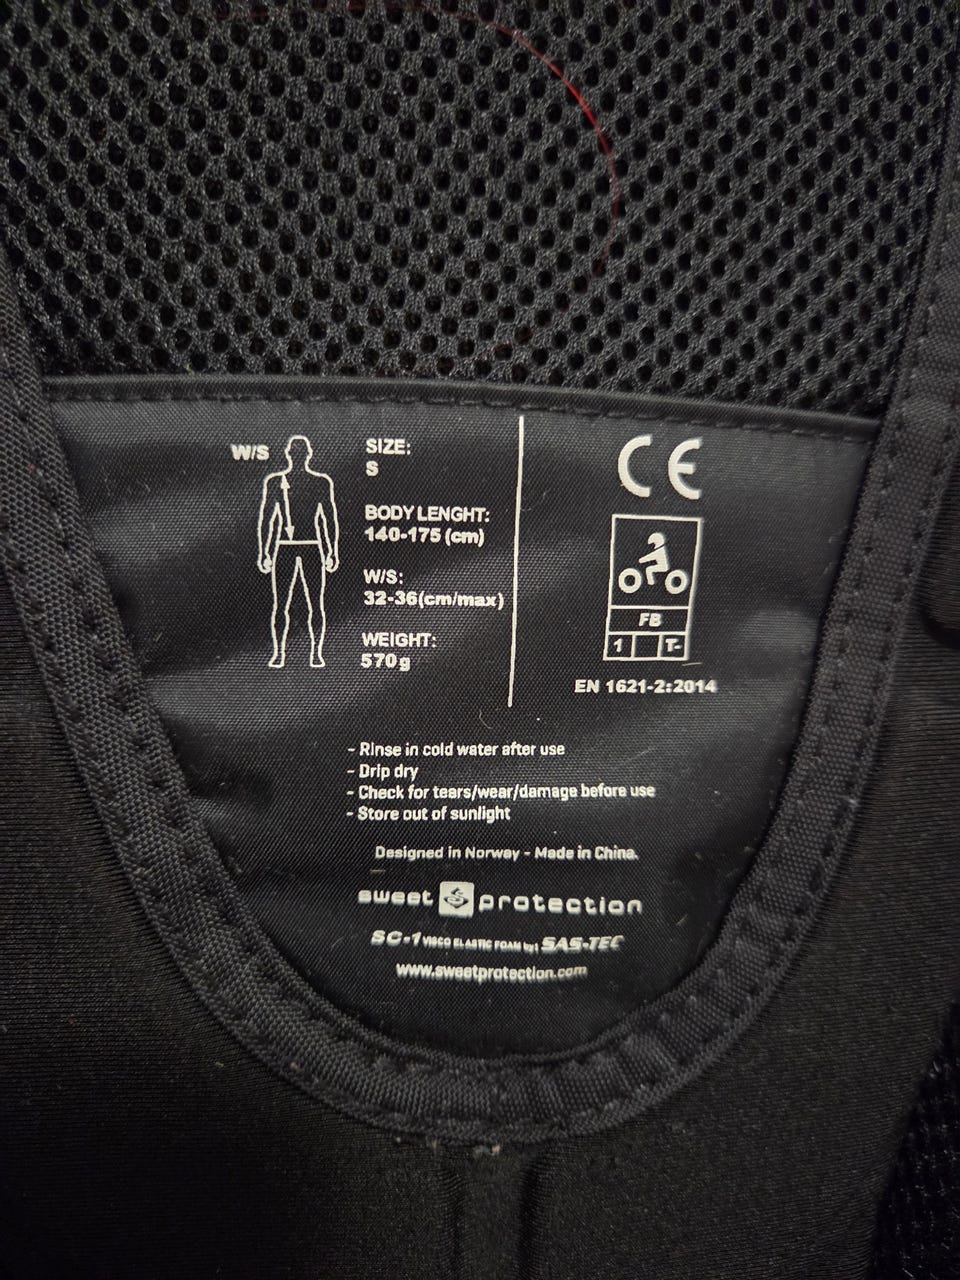 W/S
SIZE:
S
BODY LENGHT:
140-175 (cm)
W/S:
32-36(cm/max)
WEIGHT:
570g
CE
FB
1 T-
EN 1621-2:2014
- Rinse in cold water after use
- Drip dry
- Check for tears/wear/damage before use
- Store out of sunlight
Designed in Norway - Made in China.
sweet protection
SC-1 VISCO ELASTIC FOAM by: SAS-TEC
www.sweetprotection.com